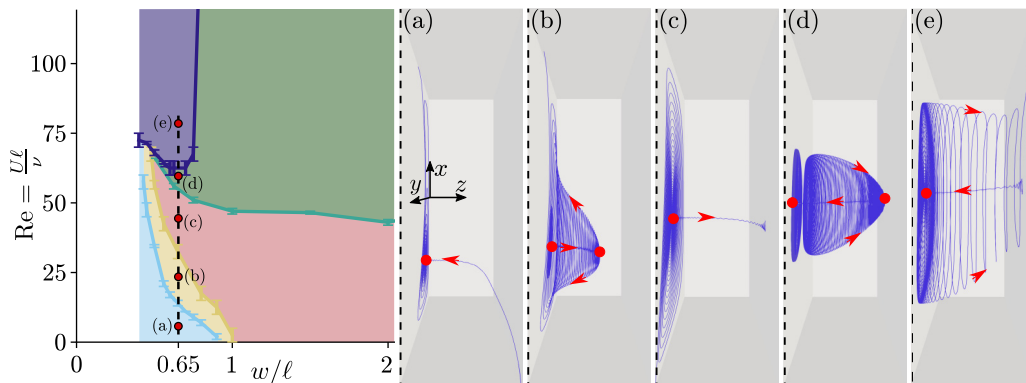 (a)
(b)
(c)
(d)
(e)
100
75
50
25
0
Re = Uℓ/ν
(e)
(d)
(c)
(b)
(a)
x
y
z
0
0.65
1
2
w/ℓ